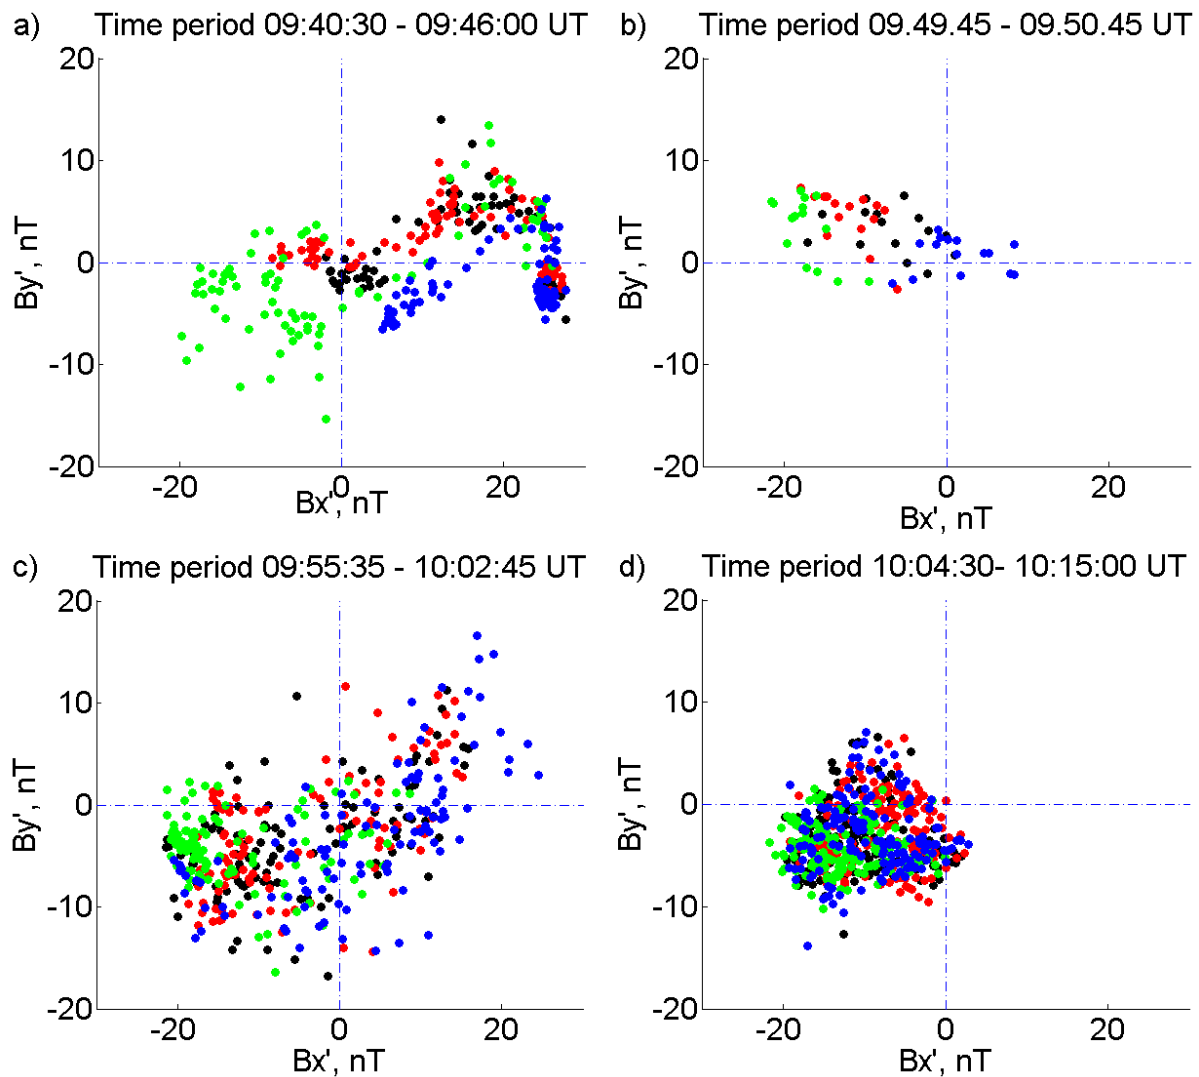 a) Time period 09:40:30 - 09:46:00 UT
20
10
0
-10
-20
By', nT
-20 0 20
Bx', nT
b) Time period 09.49.45 - 09.50.45 UT
20
10
0
-10
-20
By', nT
-20 0 20
Bx', nT
c) Time period 09:55:35 - 10:02:45 UT
20
10
0
-10
-20
By', nT
-20 0 20
Bx', nT
d) Time period 10:04:30- 10:15:00 UT
20
10
0
-10
-20
By', nT
-20 0 20
Bx', nT